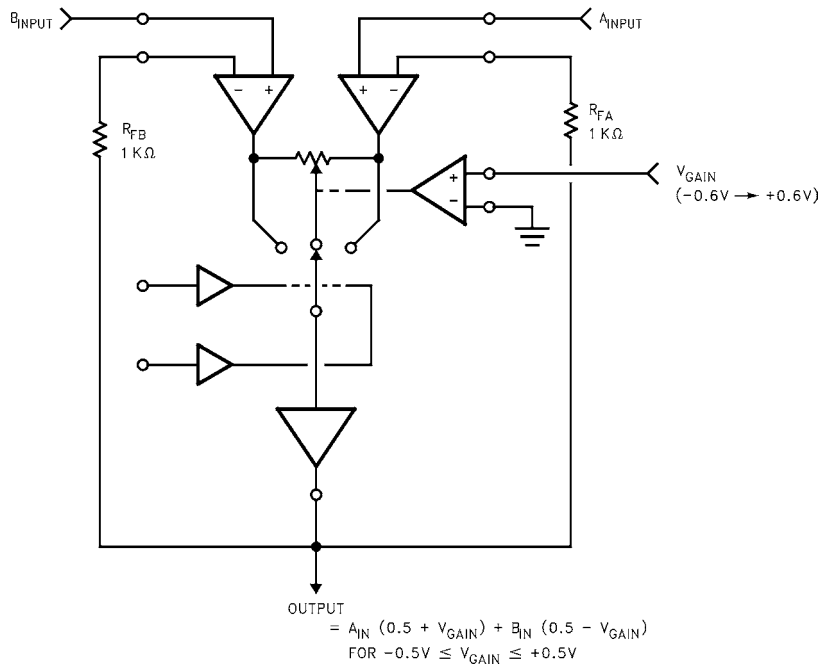 B_INPUT
A_INPUT
- +
+ -
R_FB
1 KΩ
R_FA
1 KΩ
+
-
V_GAIN
(-0.6V → +0.6V)
OUTPUT
= A_IN (0.5 + V_GAIN) + B_IN (0.5 - V_GAIN)
FOR -0.5V ≤ V_GAIN ≤ +0.5V